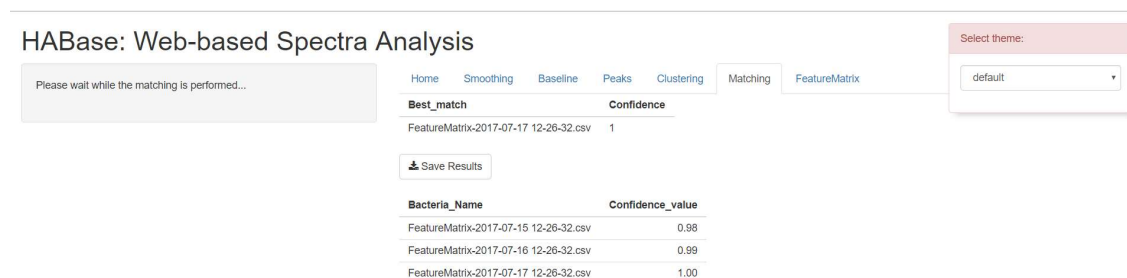 HABase: Web-based Spectra Analysis
Select theme:
default
Please wait while the matching is performed...
Home Smoothing Baseline Peaks Clustering Matching FeatureMatrix
Best_match Confidence
FeatureMatrix-2017-07-17 12-26-32.csv 1
Save Results
Bacteria_Name Confidence_value
FeatureMatrix-2017-07-15 12-26-32.csv 0.98
FeatureMatrix-2017-07-16 12-26-32.csv 0.99
FeatureMatrix-2017-07-17 12-26-32.csv 1.00